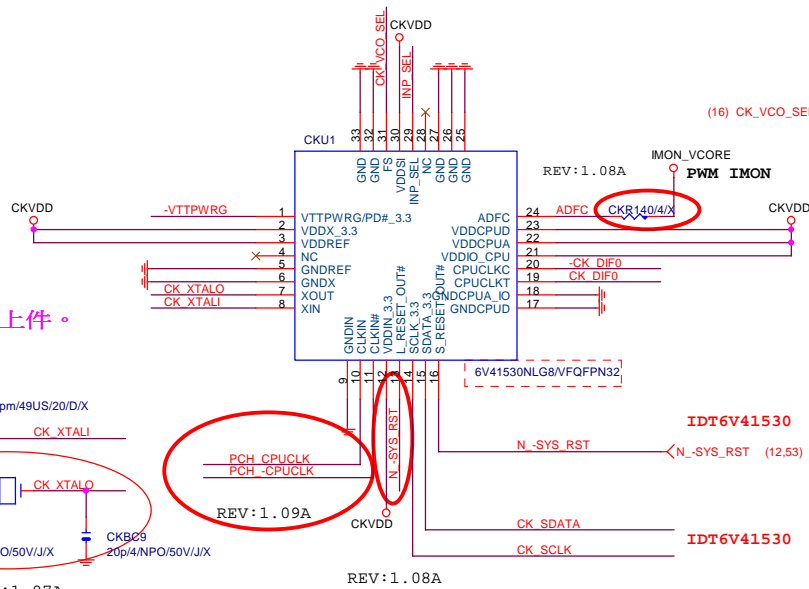 CKVDD
CK_VCO_SEL
INP_SEL
(16) CK_VCO_SEL
CKU1
33
32
31
30
29
28
27
26
25
GND
GND
FS
VDDSI
INP_SEL
NC
GND
GND
GND
REV:1.08A
IMON_VCORE
PWM IMON
CKVDD
-VTTPWRG
1
VTTPWRG/PD#_3.3
2
VDDX_3.3
3
VDDREF
4
NC
5
GNDREF
6
GNDX
CK_XTALO
7
XOUT
CK_XTALI
8
XIN
ADFC
24
ADFC
CKR140/4/X
CKVDD
VDDCPUD
23
VDDCPUA
22
VDDIO_CPU
21
CPUCLKC
20
-CK_DIF0
CPUCLKT
19
CK_DIF0
GNDCPUA_IO
18
GNDCPUD
17
GNDIN
CLKIN
CLKIN#
VDDIN_3.3
L_RESET_OUT#
SCLK_3.3
SDATA_3.3
S_RESET_OUT#
9
10
11
12
13
14
15
16
上件。
6V41530NLG8/VFQFPN32
pm/49US/20/D/X
CK_XTALI
IDT6V41530
N_-SYS_RST
N_-SYS_RST
N_-SYS_RST (12,53)
PCH_CPUCLK
PCH_-CPUCLK
CK_XTALO
REV:1.09A
CKVDD
CK_SDATA
CKBC9
20p/4/NPO/50V/J/X
O/50V/J/X
IDT6V41530
CK_SCLK
REV:1.08A